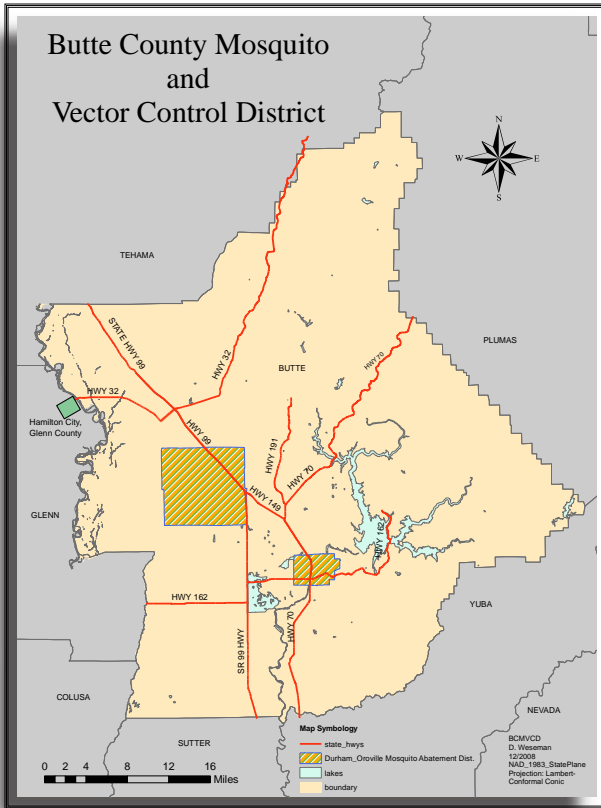 Butte County Mosquito
and
Vector Control District
N
W
E
S
TEHAMA
PLUMAS
STATE HWY 99
HWY 32
HWY 70
BUTTE
HWY 32
Hamilton City,
Glenn County
HWY 99
HWY 191
HWY 70
HWY 149
GLENN
HWY 162
HWY 162
YUBA
HWY 70
SR 99 HWY
COLUSA
NEVADA
SUTTER
Map Symbology
state_hwys
Durham_Oroville Mosquito Abatement Dist.
lakes
boundary
BCMVCD
D. Weseman
12/2008
NAD_1983_StatePlane
Projection: Lambert-
Conformal Conic
0 2 4 8 12 16
Miles